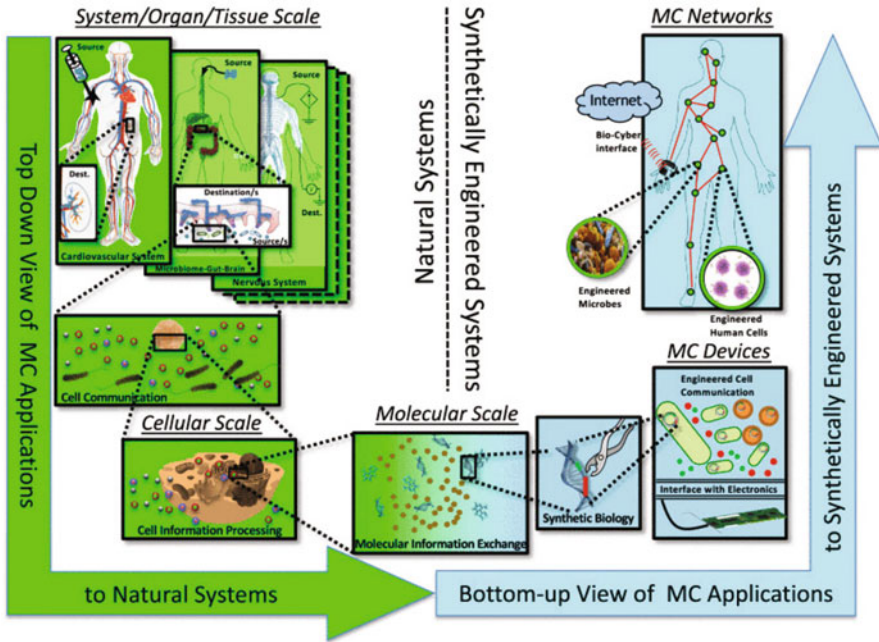 System/Organ/Tissue Scale
Source
Dest.
Cardiovascular System
Destination/s
Source/s
Microbiome-Gut-Brain
Source
Dest.
Nervous System
Cell Communication
Cellular Scale
Cell Information Processing
Molecular Scale
Molecular Information Exchange
Natural Systems
Synthetically Engineered Systems
Synthetic Biology
MC Networks
Internet
Bio-Cyber
interface
Engineered
Microbes
Engineered
Human Cells
MC Devices
Engineered Cell
Communication
Interface with Electronics
Top Down View of MC Applications
to Natural Systems
Bottom-up View of MC Applications
to Synthetically Engineered Systems